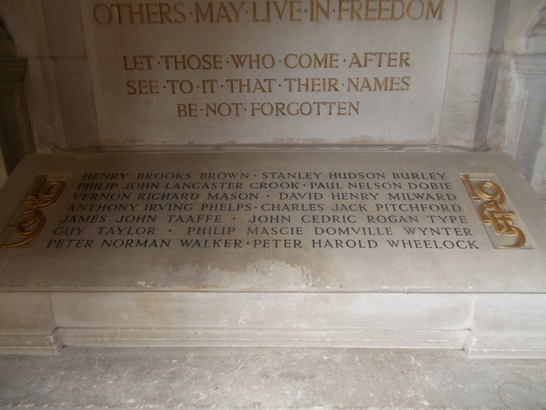 OTHERS·MAY·LIVE·IN·FREEDOM
LET·THOSE·WHO·COME·AFTER
SEE·TO·IT·THAT·THEIR·NAMES
BE·NOT·FORGOTTEN
HENRY BROOKS BROWN · STANLEY HUDSON BURLEY
PHILIP JOHN LANCASTER CROOK · PAUL NELSON DOBIE
VERNON RICHARD MASON · DAVID HENRY MILWARD
ANTHONY IRVING PHELPS · CHARLES JACK PITCHFORD
JAMES JOHN TAAFFE · JOHN CEDRIC ROGAN TYPE
GUY TAYLOR · PHILIP MASCIE DOMVILLE WYNTER
PETER NORMAN WALKER · PETER HAROLD WHEELOCK
1939
1945